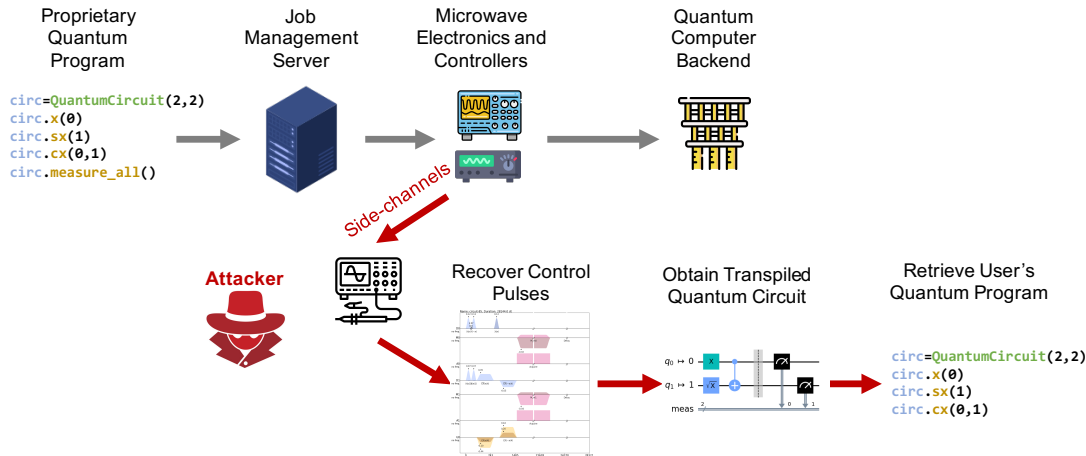 Proprietary
Quantum
Program
Job
Management
Server
Microwave
Electronics and
Controllers
Quantum
Computer
Backend
circ=QuantumCircuit(2,2)
circ.x(0)
circ.sx(1)
circ.cx(0,1)
circ.measure_all()
Side-channels
Attacker
Recover Control
Pulses
Obtain Transpiled
Quantum Circuit
Retrieve User's
Quantum Program
q₀ ↦ 0
q₁ ↦ 1
meas
X
√X
2
0
1
circ=QuantumCircuit(2,2)
circ.x(0)
circ.sx(1)
circ.cx(0,1)